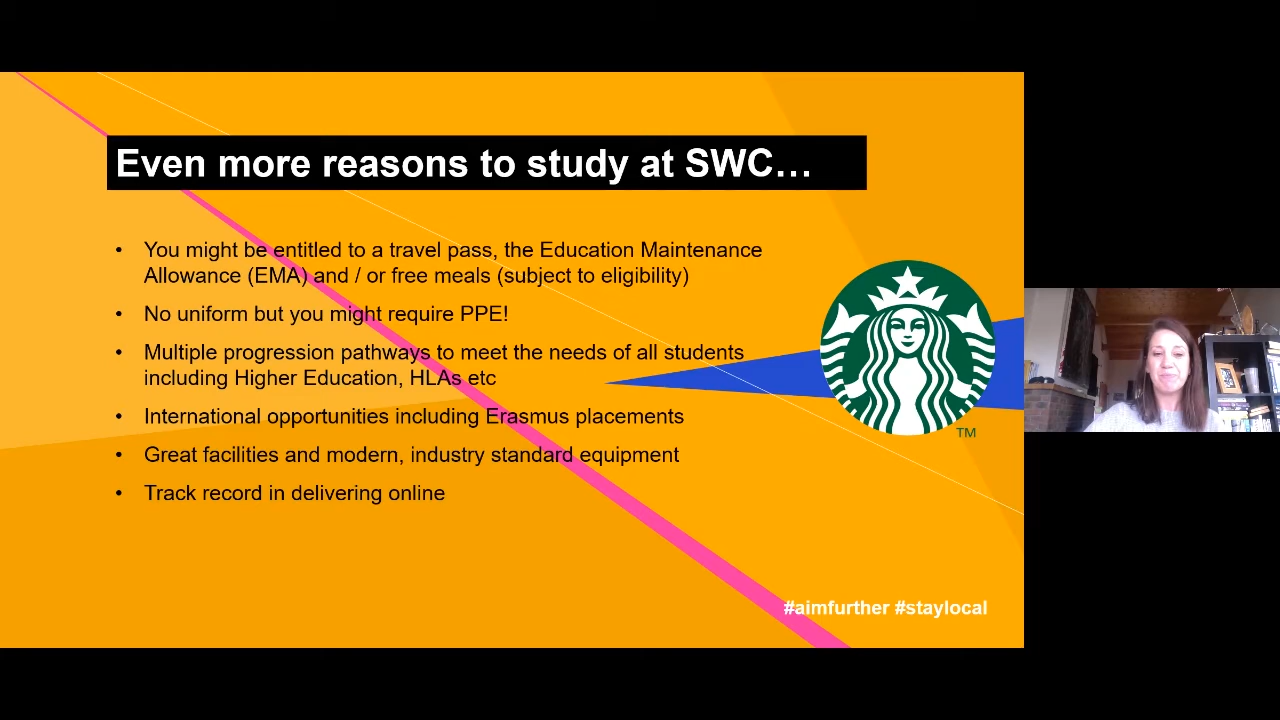 Even more reasons to study at SWC...
• You might be entitled to a travel pass, the Education Maintenance
Allowance (EMA) and / or free meals (subject to eligibility)
• No uniform but you might require PPE!
• Multiple progression pathways to meet the needs of all students
including Higher Education, HLAs etc
• International opportunities including Erasmus placements
• Great facilities and modern, industry standard equipment
• Track record in delivering online
TM
#aimfurther #staylocal